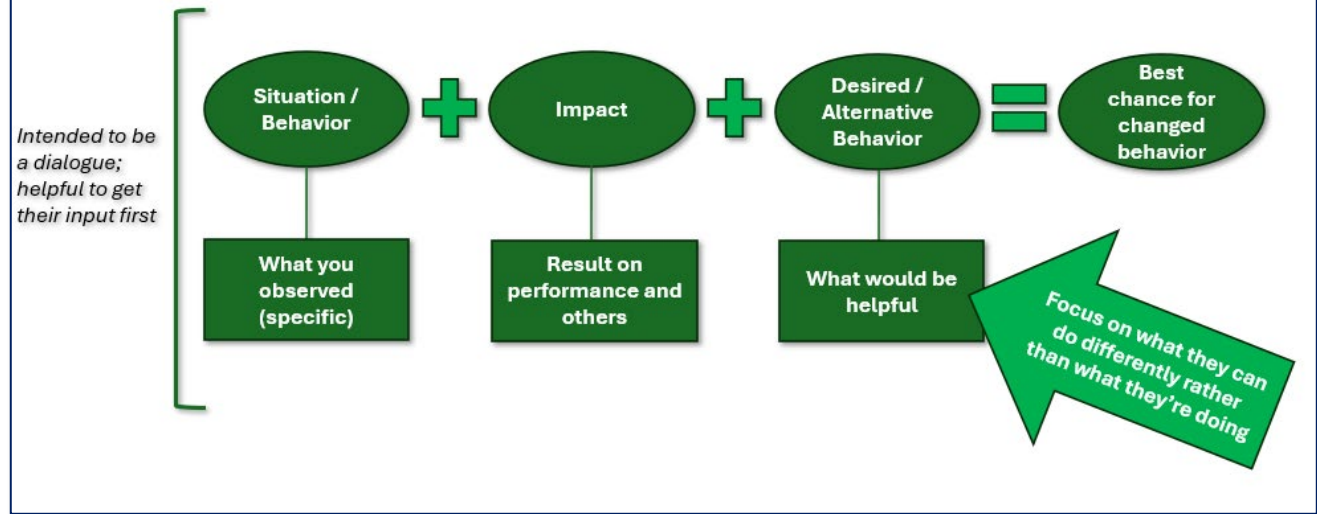 Intended to be
a dialogue;
helpful to get
their input first
Situation /
Behavior
Impact
Desired /
Alternative
Behavior
Best
chance for
changed
behavior
What you
observed
(specific)
Result on
performance and
others
What would be
helpful
Focus on what they can
do differently rather
than what they're doing